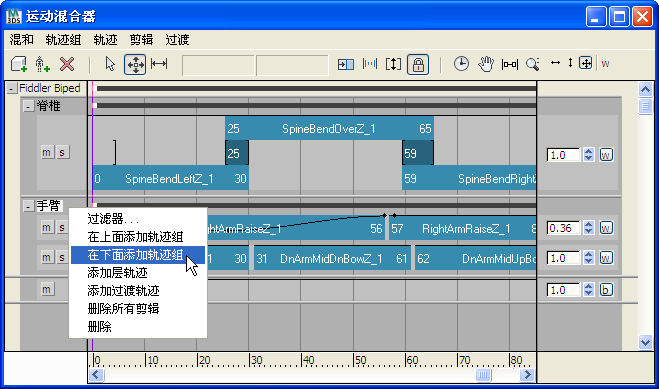 运动混合器
混和 轨迹组 轨迹 剪辑 过渡
w
Fiddler Biped
脊椎
25 SpineBendOverZ_1 65
m s 25 59 1.0 w
0 SpineBendLeftZ_1 30 59 SpineBendRight
手臂
过滤器...
m s RightArmRaiseZ_1 56 57 RightArmRaiseZ_1 8 0.36 w
在上面添加轨迹组
在下面添加轨迹组
m s 30 31 DnArmMidDnBowZ_1 61 62 DnArmMidUpBo 1.0 w
添加层轨迹
m 添加过渡轨迹 1.0 b
删除所有剪辑
删除
0 10 20 30 40 50 60 70 80